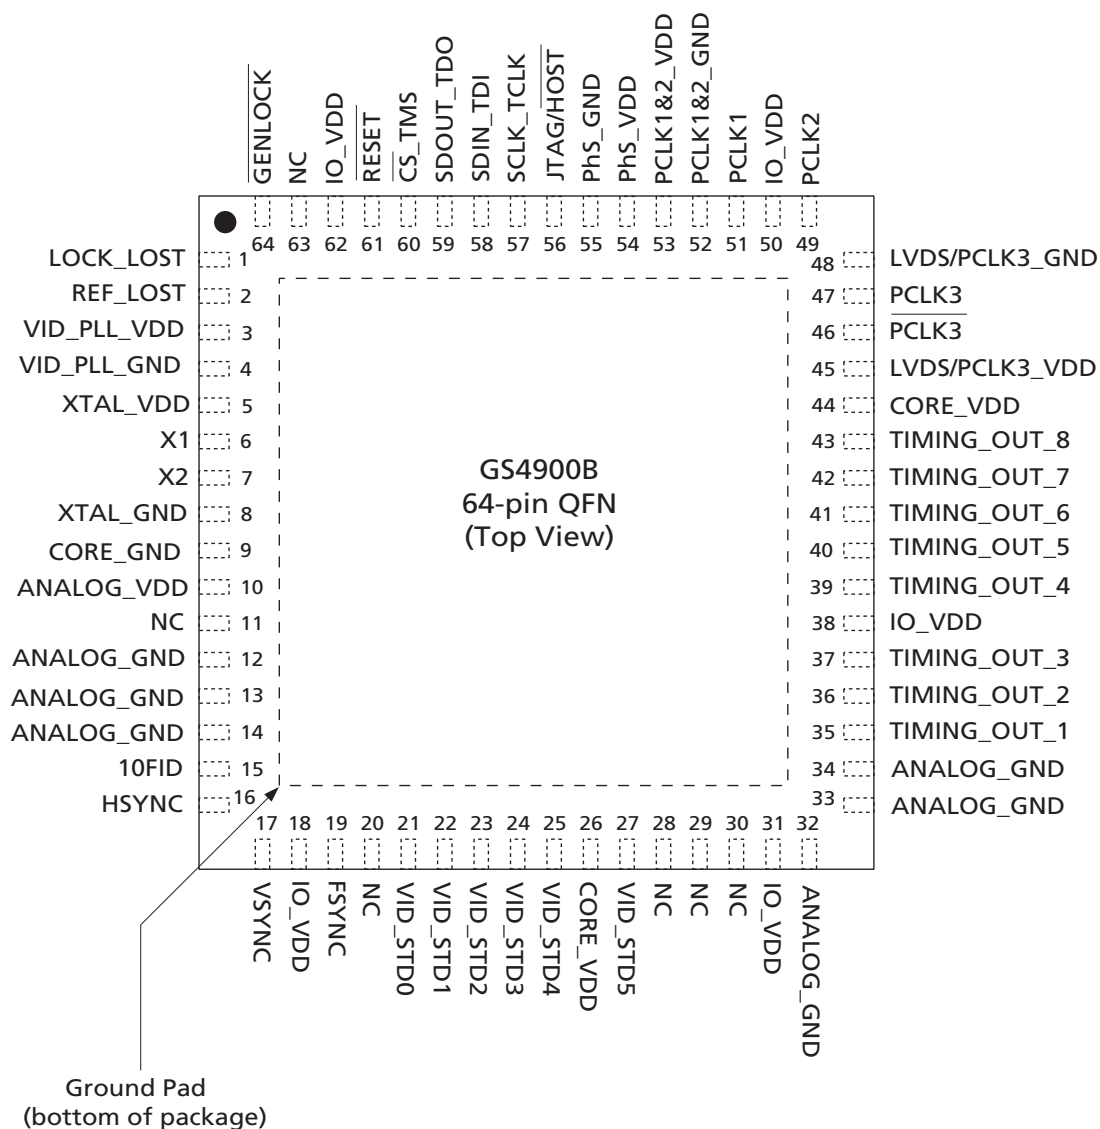 GENLOCK
NC
IO_VDD
RESET
CS_TMS
SDOUT_TDO
SDIN_TDI
SCLK_TCLK
JTAG/HOST
PhS_GND
PhS_VDD
PCLK1&2_VDD
PCLK1&2_GND
PCLK1
IO_VDD
PCLK2
64 63 62 61 60 59 58 57 56 55 54 53 52 51 50 49
LOCK_LOST 1
REF_LOST 2
VID_PLL_VDD 3
VID_PLL_GND 4
XTAL_VDD 5
X1 6
X2 7
XTAL_GND 8
CORE_GND 9
ANALOG_VDD 10
NC 11
ANALOG_GND 12
ANALOG_GND 13
ANALOG_GND 14
10FID 15
HSYNC 16
GS4900B
64-pin QFN
(Top View)
48 LVDS/PCLK3_GND
47 PCLK3
46 PCLK3
45 LVDS/PCLK3_VDD
44 CORE_VDD
43 TIMING_OUT_8
42 TIMING_OUT_7
41 TIMING_OUT_6
40 TIMING_OUT_5
39 TIMING_OUT_4
38 IO_VDD
37 TIMING_OUT_3
36 TIMING_OUT_2
35 TIMING_OUT_1
34 ANALOG_GND
33 ANALOG_GND
17 18 19 20 21 22 23 24 25 26 27 28 29 30 31 32
VSYNC
IO_VDD
FSYNC
NC
VID_STD0
VID_STD1
VID_STD2
VID_STD3
VID_STD4
CORE_VDD
VID_STD5
NC
NC
NC
IO_VDD
ANALOG_GND
Ground Pad
(bottom of package)